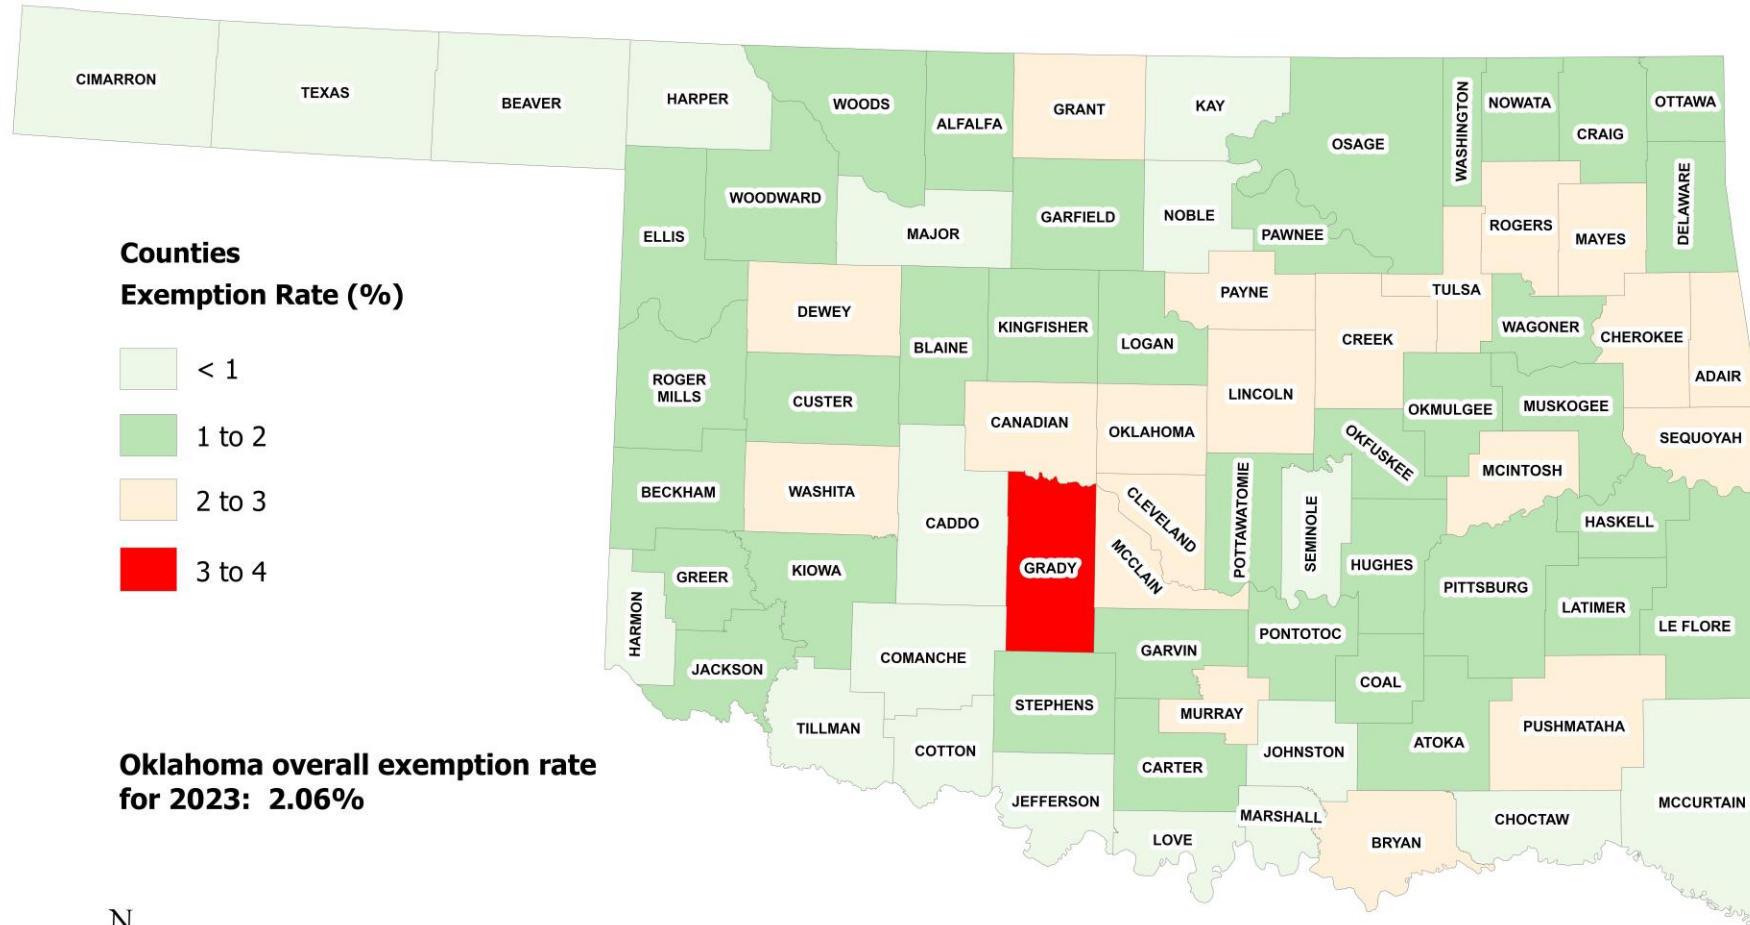 CIMARRON
TEXAS
BEAVER
HARPER
WOODS
ALFALFA
GRANT
KAY
OSAGE
WASHINGTON
NOWATA
CRAIG
OTTAWA
DELAWARE
ELLIS
WOODWARD
MAJOR
GARFIELD
NOBLE
PAWNEE
ROGERS
MAYES
Counties
Exemption Rate (%)
< 1
1 to 2
2 to 3
3 to 4
DEWEY
BLAINE
KINGFISHER
LOGAN
PAYNE
CREEK
TULSA
WAGONER
CHEROKEE
ADAIR
ROGER
MILLS
CUSTER
CANADIAN
OKLAHOMA
LINCOLN
OKMULGEE
MUSKOGEE
SEQUOYAH
OKFUSKEE
MCINTOSH
BECKHAM
WASHITA
CADDO
GRADY
CLEVELAND
MCCLAIN
POTTAWATOMIE
SEMINOLE
HUGHES
HASKELL
PITTSBURG
LATIMER
LE FLORE
GREER
KIOWA
HARMON
JACKSON
COMANCHE
GARVIN
PONTOTOC
COAL
STEPHENS
MURRAY
TILLMAN
COTTON
CARTER
JOHNSTON
ATOKA
PUSHMATAHA
JEFFERSON
LOVE
MARSHALL
BRYAN
CHOCTAW
MCCURTAIN
Oklahoma overall exemption rate
for 2023: 2.06%
N